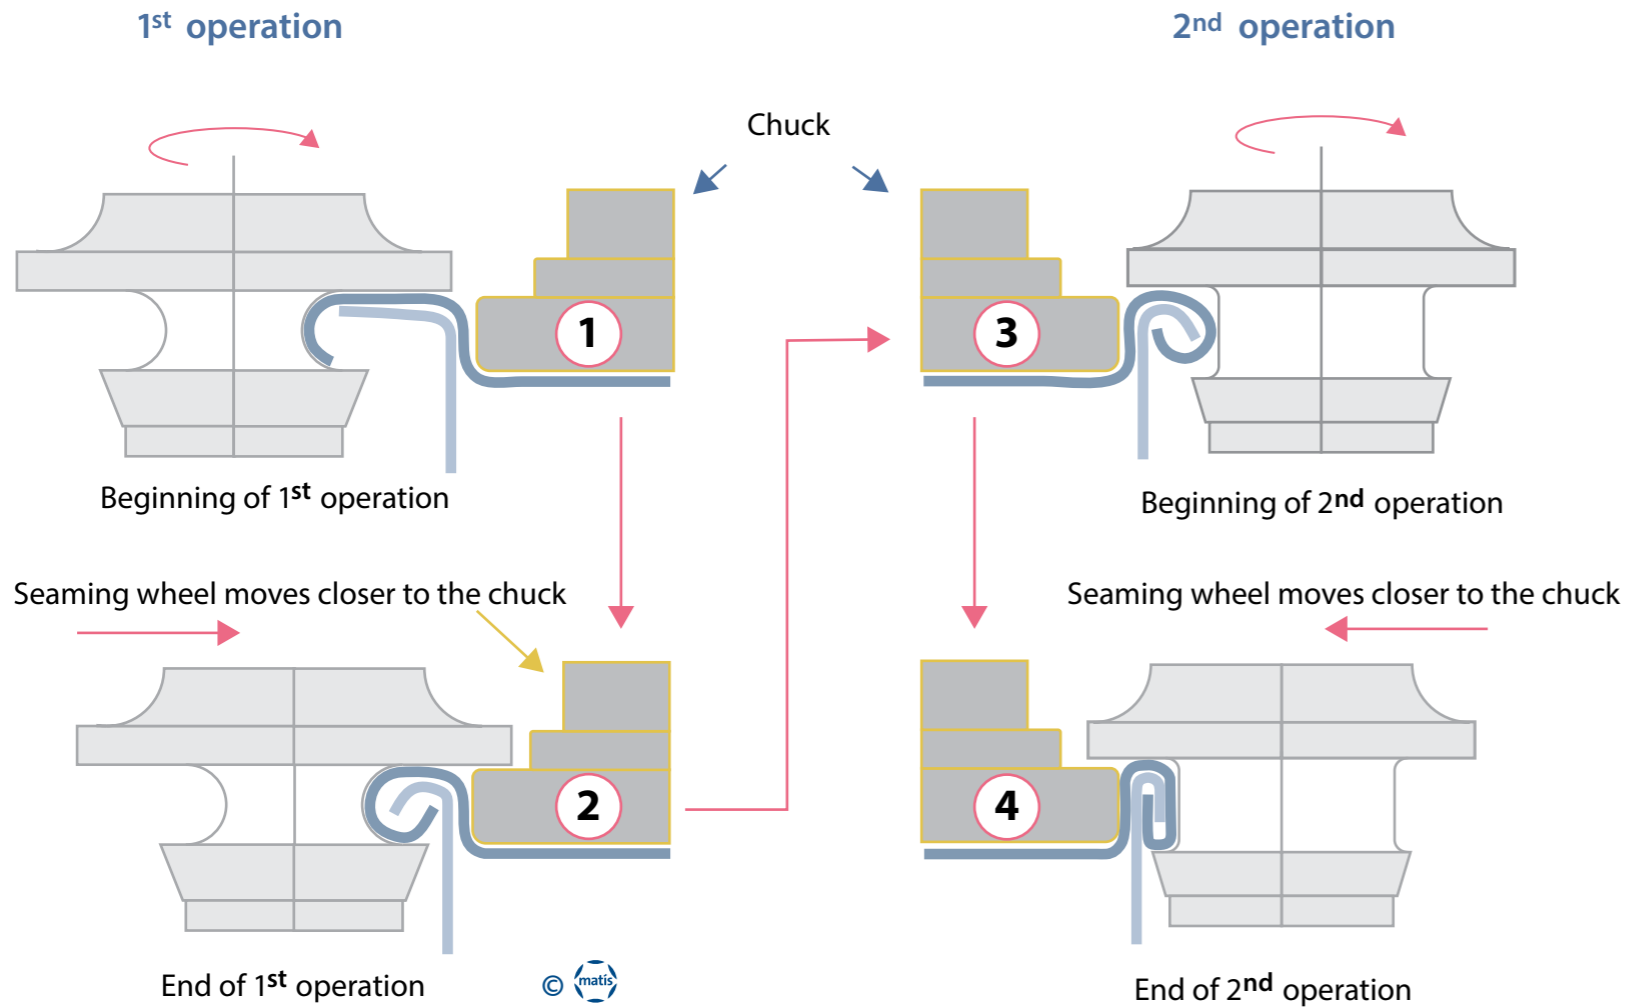 1st operation
2nd operation
Chuck
1
3
Beginning of 1st operation
Beginning of 2nd operation
Seaming wheel moves closer to the chuck
Seaming wheel moves closer to the chuck
2
4
End of 1st operation
© matís
End of 2nd operation